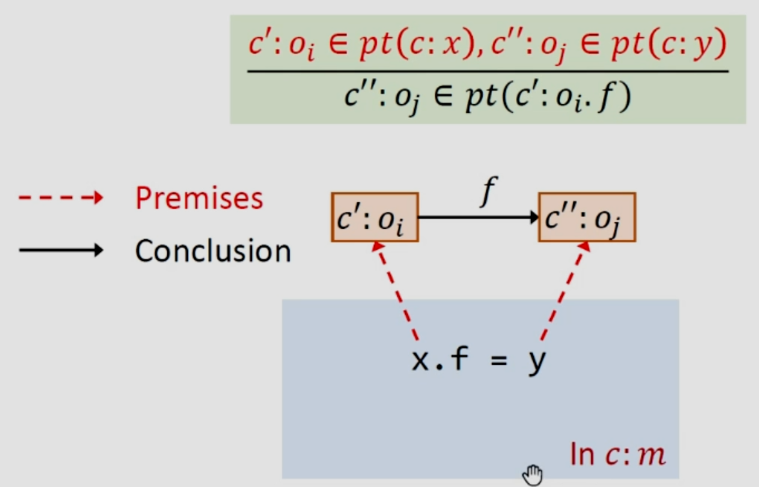 c′: oᵢ ∈ pt(c: x), c″: oⱼ ∈ pt(c: y)
c″: oⱼ ∈ pt(c′: oᵢ.f)
Premises
Conclusion
c′: oᵢ
f
c″: oⱼ
x.f = y
In c: m